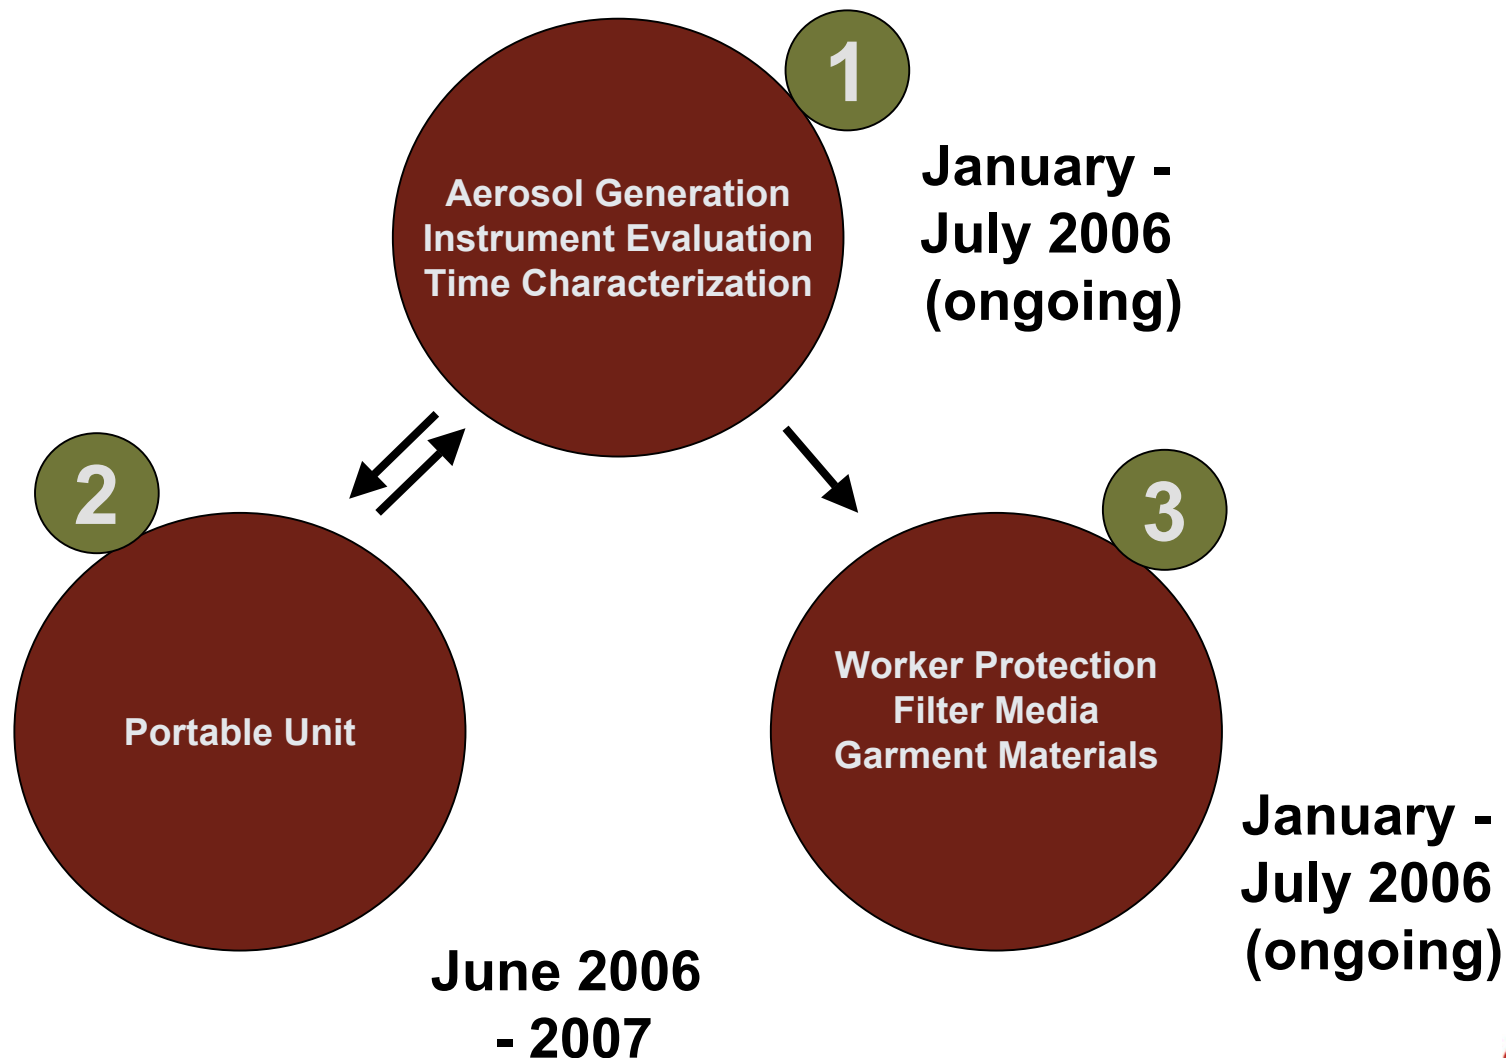 1
Aerosol Generation
Instrument Evaluation
Time Characterization
January -
July 2006
(ongoing)
2
Portable Unit
June 2006
- 2007
3
Worker Protection
Filter Media
Garment Materials
January -
July 2006
(ongoing)